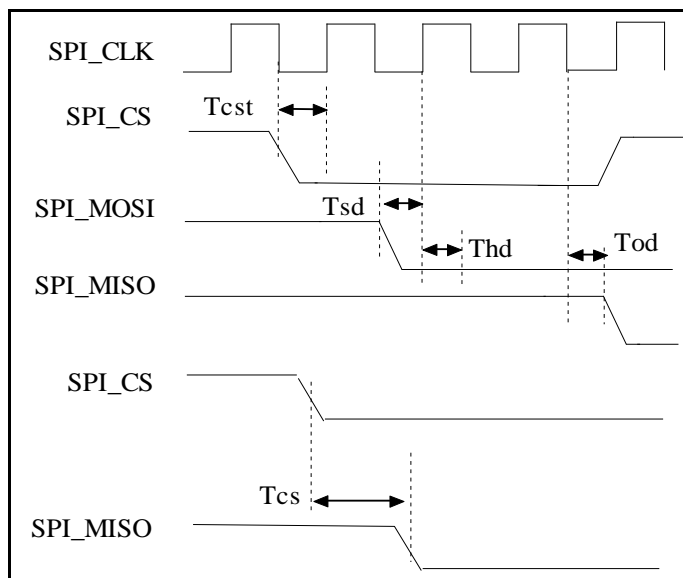 SPI_CLK
Tcst
SPI_CS
SPI_MOSI
Tsd
Thd
Tod
SPI_MISO
SPI_CS
Tcs
SPI_MISO